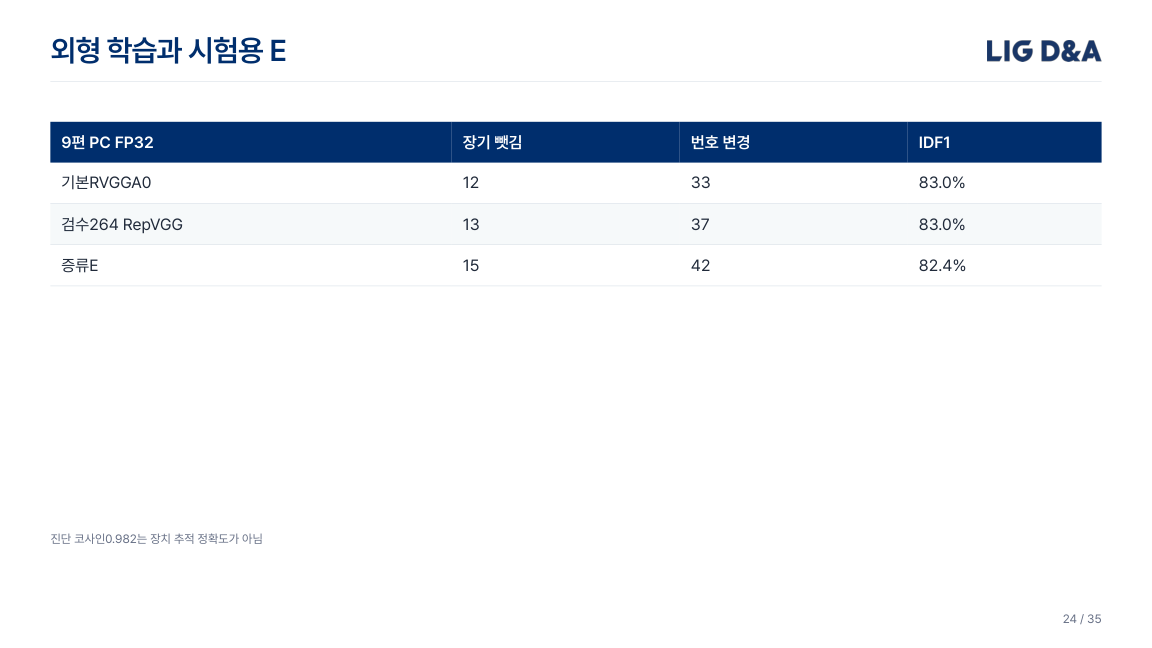 외형 학습과 시험용 E
LIG D&A
9편 PC FP32 장기 뺏김 번호 변경 IDF1
기본RVGGA0 12 33 83.0%
검수264 RepVGG 13 37 83.0%
증류E 15 42 82.4%
진단 코사인0.982는 장치 추적 정확도가 아님
24 / 35